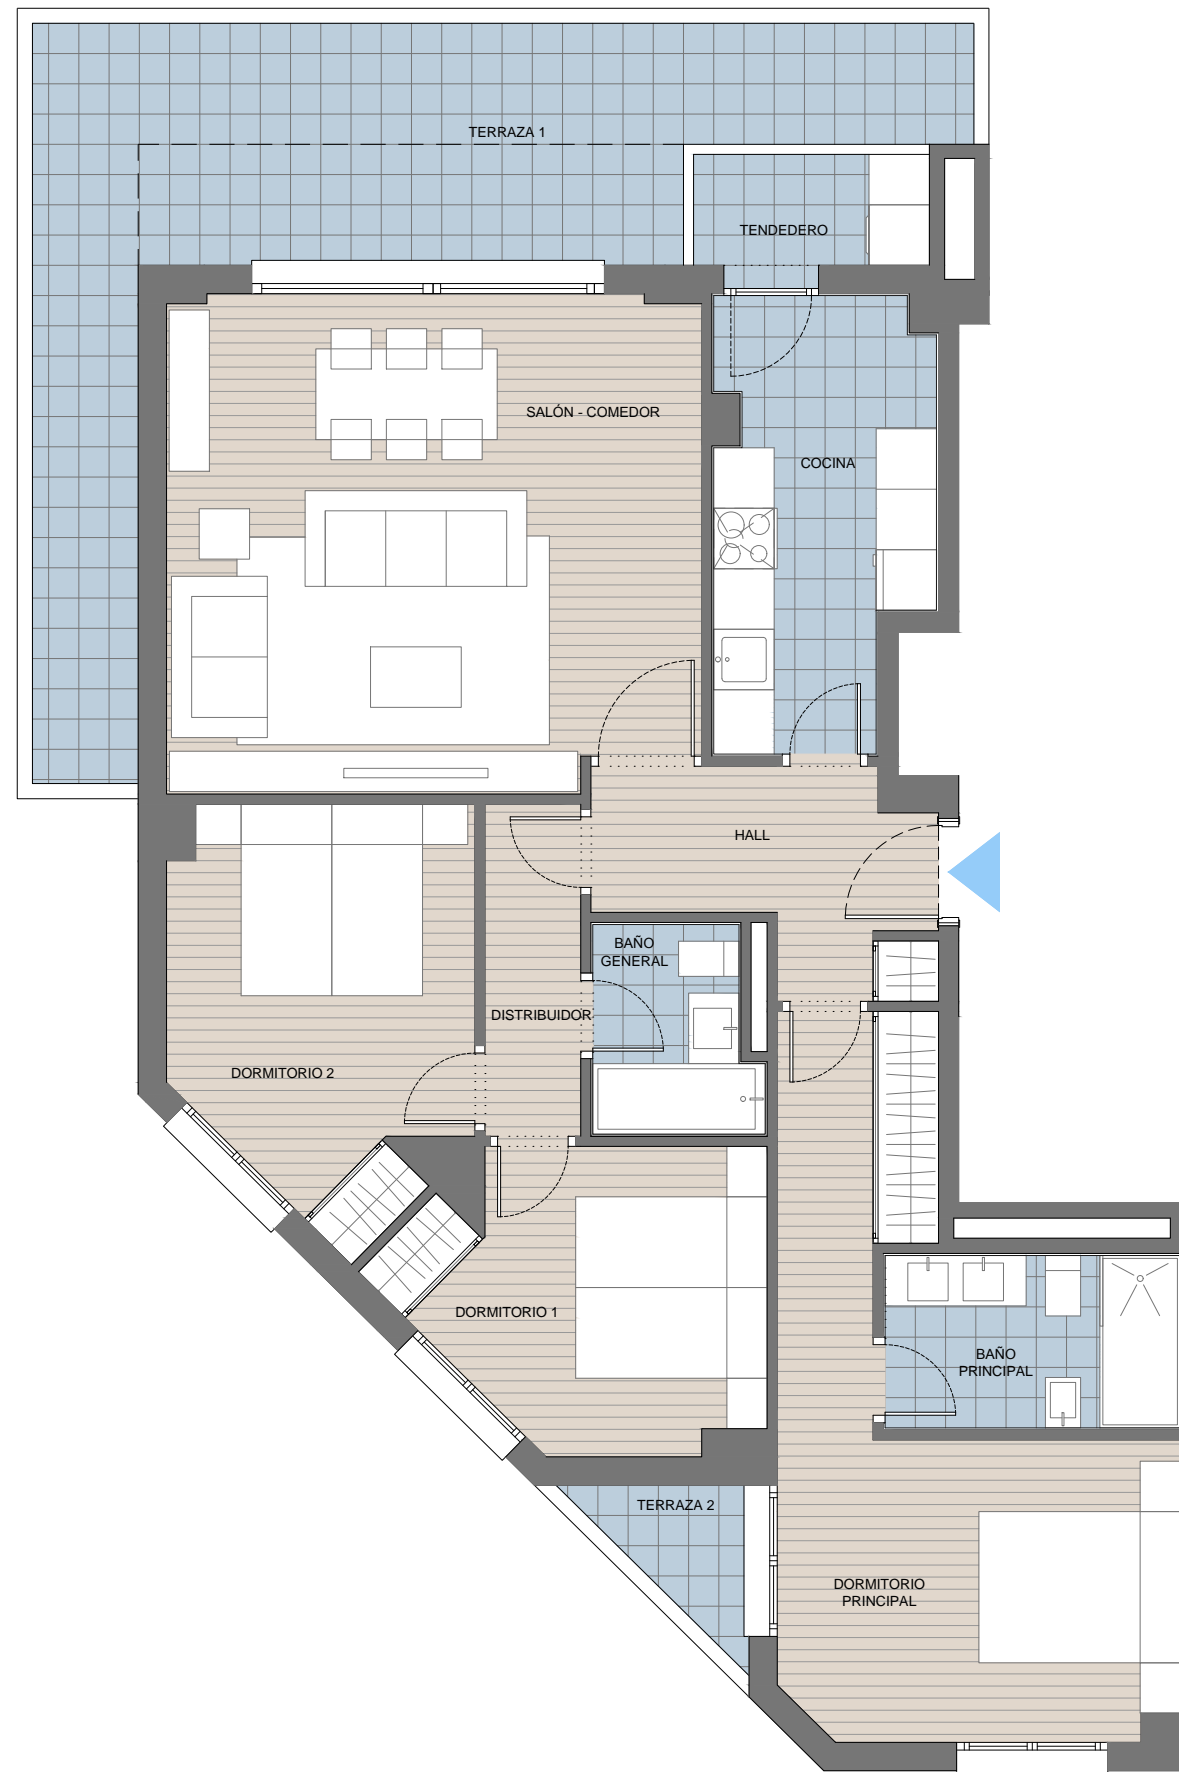 TERRAZA 1
TENDEDERO
SALÓN - COMEDOR
COCINA
HALL
BAÑO
GENERAL
DISTRIBUIDOR
DORMITORIO 2
DORMITORIO 1
BAÑO
PRINCIPAL
TERRAZA 2
DORMITORIO
PRINCIPAL